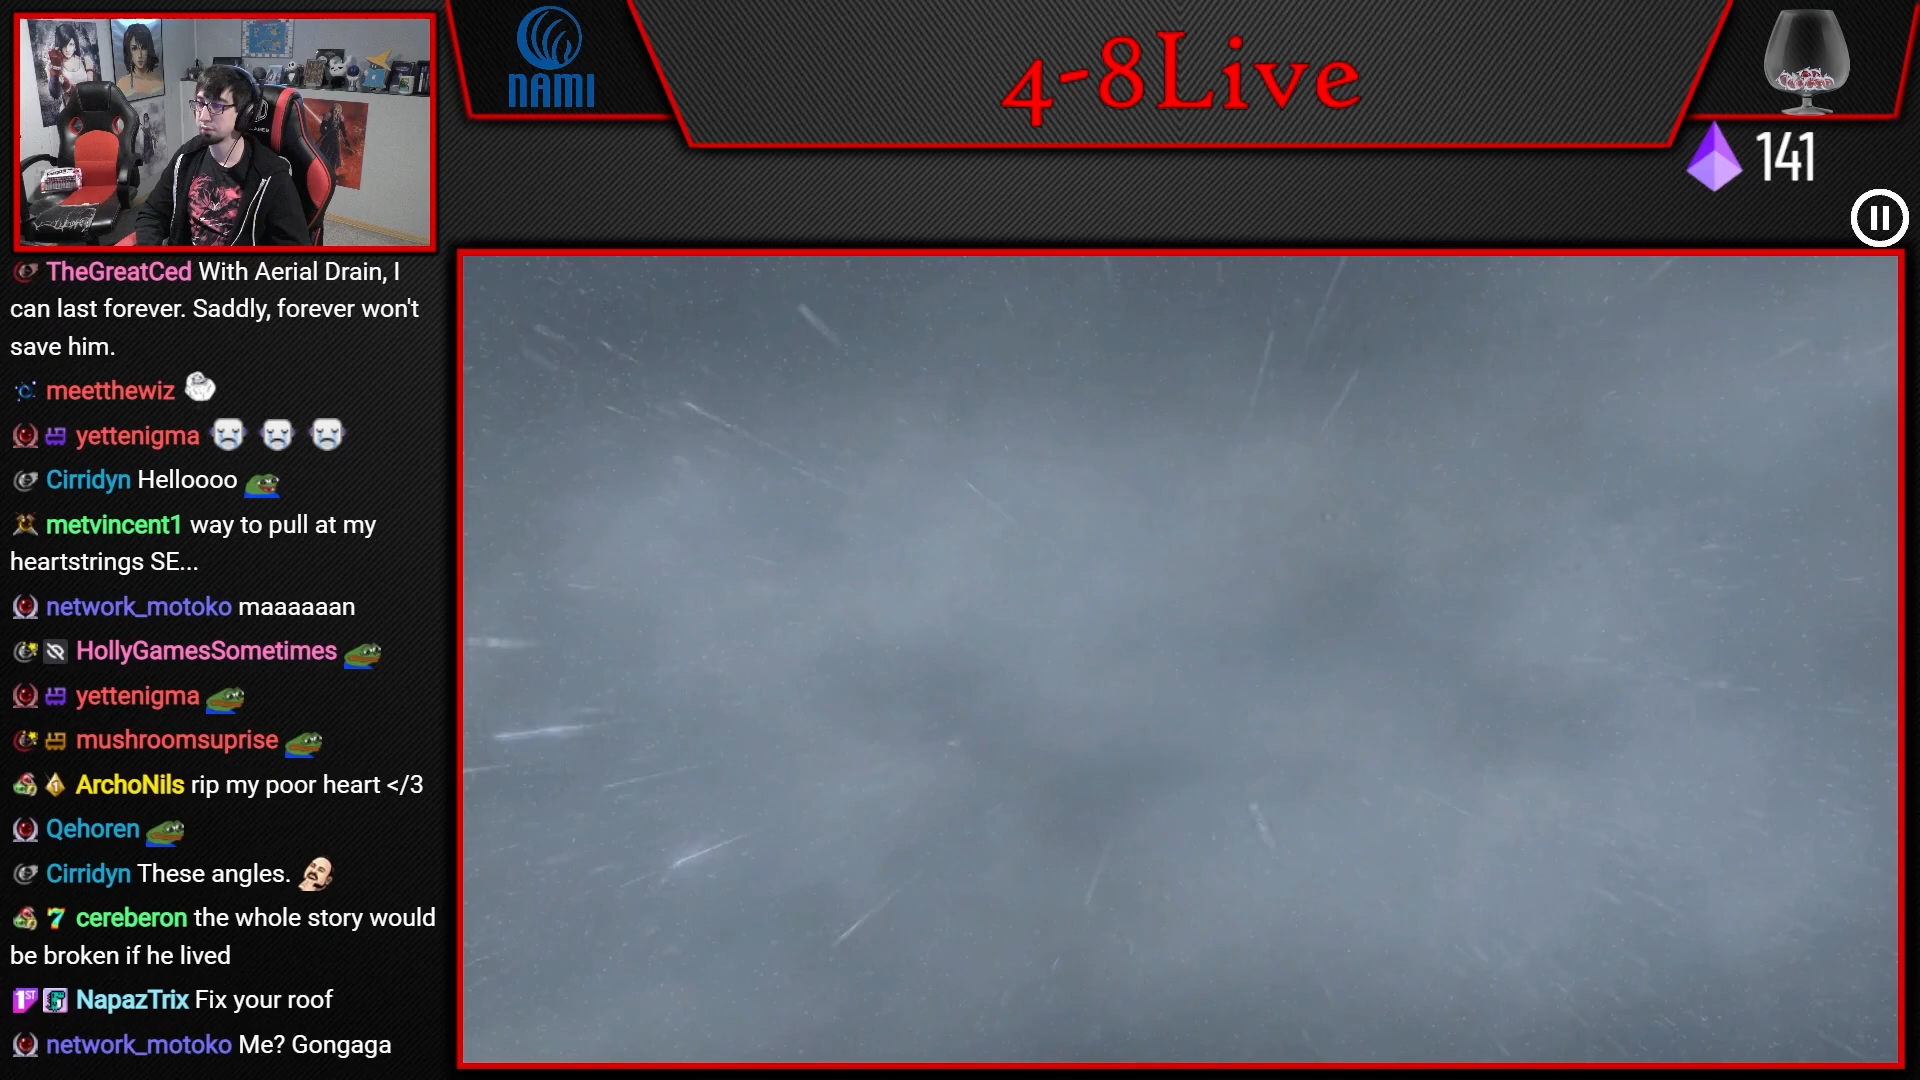 NAMI
4-8Live
141
TheGreatCed With Aerial Drain, I
can last forever. Saddly, forever won't
save him.
meetthewiz
yettenigma
Cirridyn Helloooo
metvincent1 way to pull at my
heartstrings SE...
network_motoko maaaaaan
HollyGamesSometimes
yettenigma
mushroomsuprise
ArchoNils rip my poor heart </3
Qehoren
Cirridyn These angles.
7 cereberon the whole story would
be broken if he lived
1ST NapazTrix Fix your roof
network_motoko Me? Gongaga